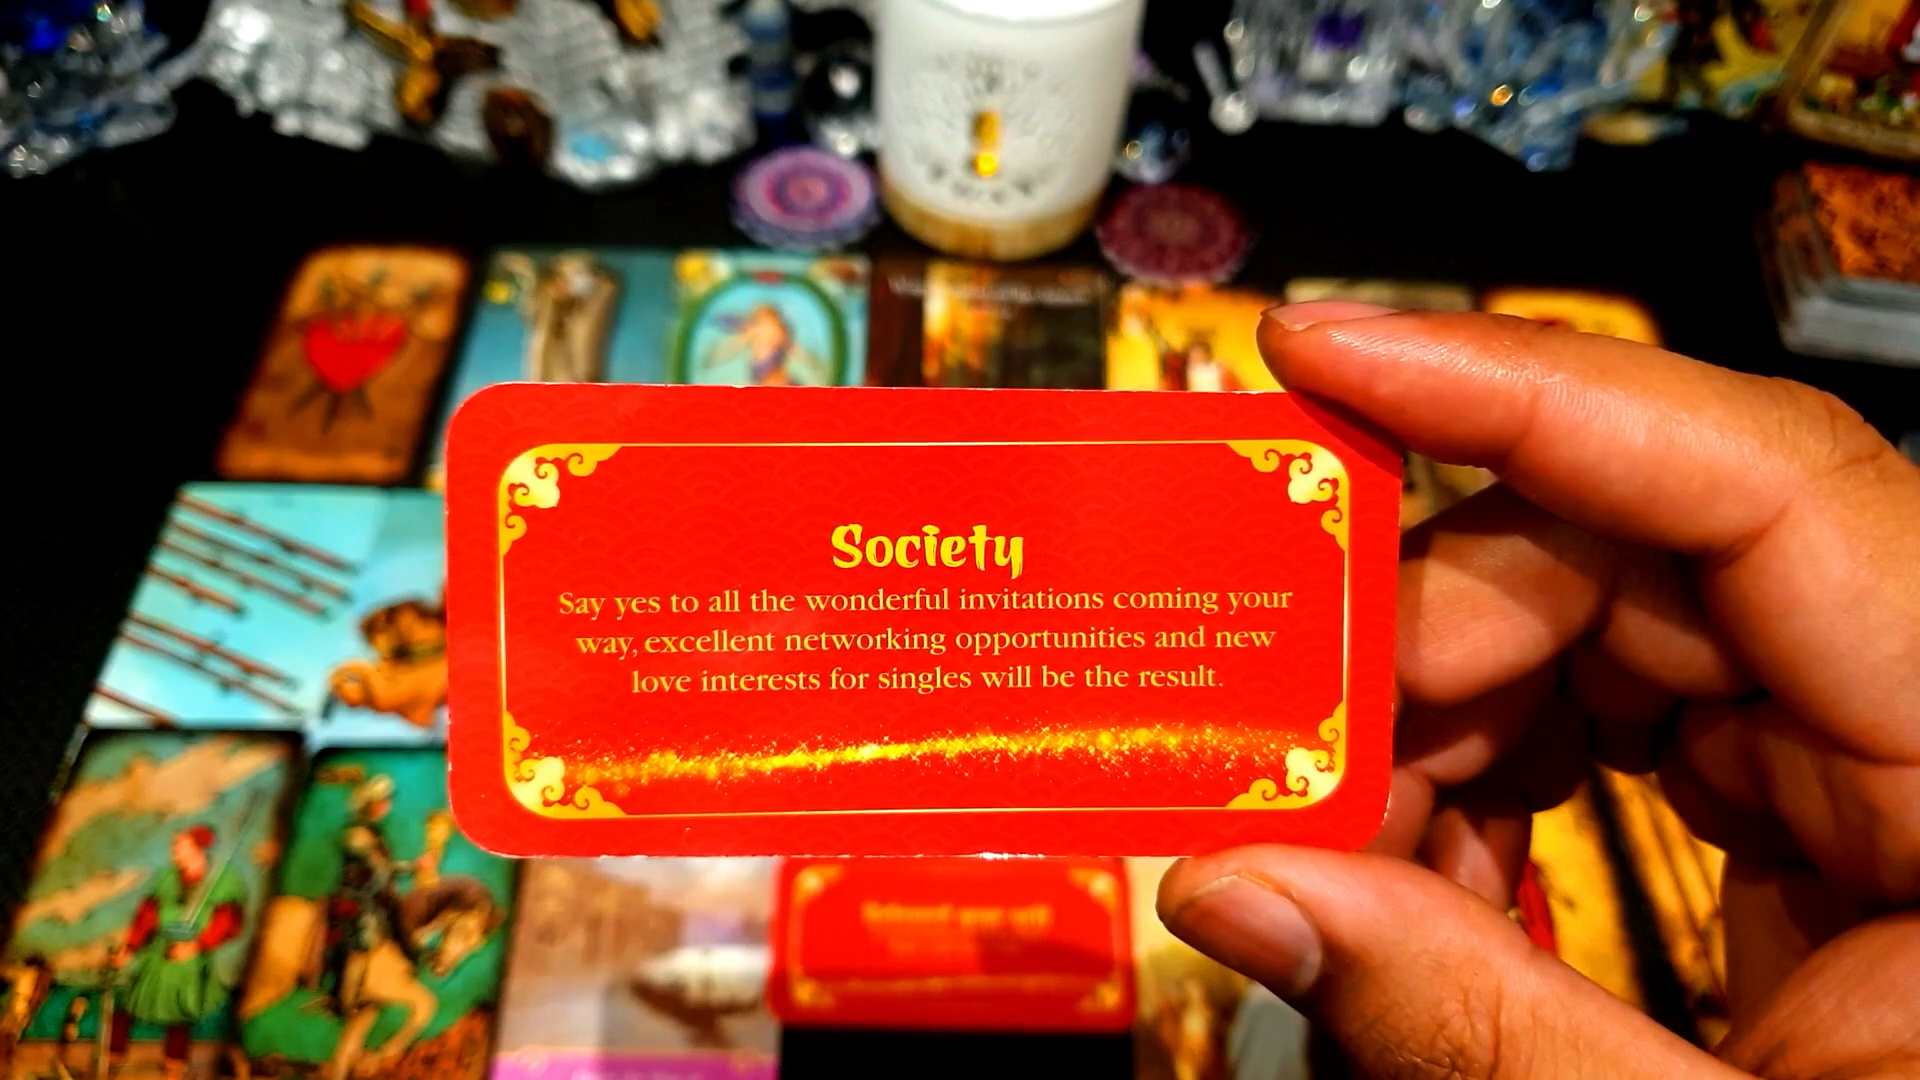 Society
Say yes to all the wonderful invitations coming your
way, excellent networking opportunities and new
love interests for singles will be the result.